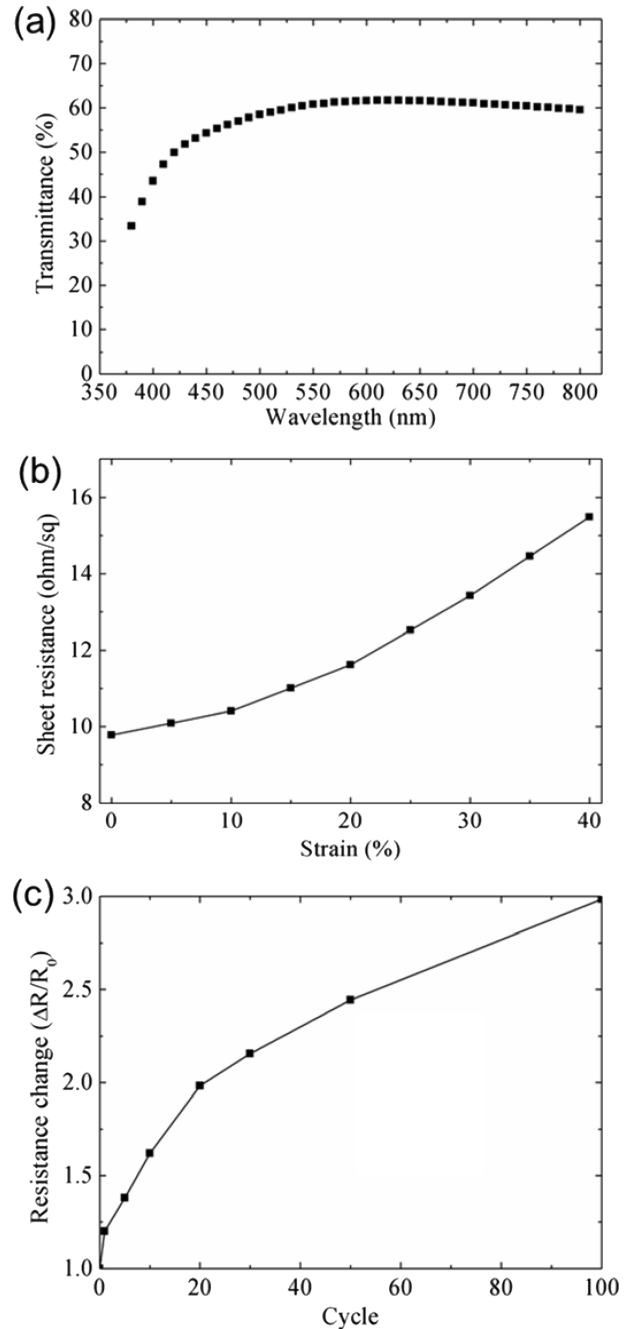 (a)
80
70
60
50
40
30
20
10
0
Transmittance (%)
350 400 450 500 550 600 650 700 750 800
Wavelength (nm)
(b)
16
14
12
10
8
Sheet resistance (ohm/sq)
0 10 20 30 40
Strain (%)
(c)
3.0
2.5
2.0
1.5
1.0
Resistance change (ΔR/R₀)
0 20 40 60 80 100
Cycle